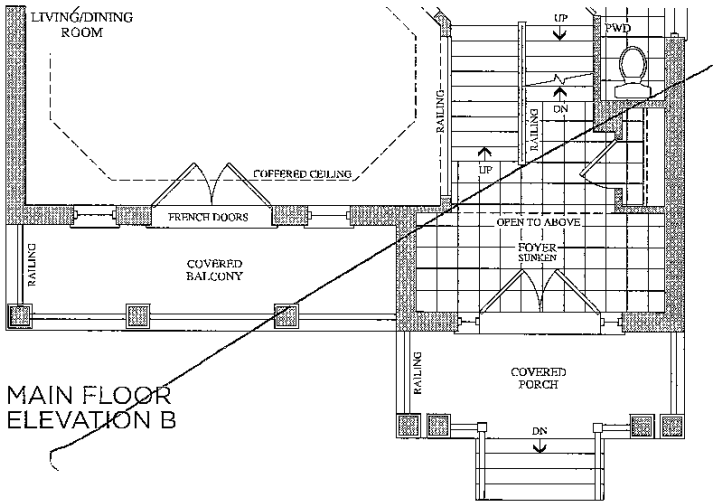 LIVING/DINING
ROOM
UP
PWD
RAILING
RAILING
DN
COFFERED CEILING
UP
FRENCH DOORS
OPEN TO ABOVE
RAILING
COVERED
BALCONY
FOYER
SUNKEN
RAILING
COVERED
PORCH
MAIN FLOOR
ELEVATION B
DN